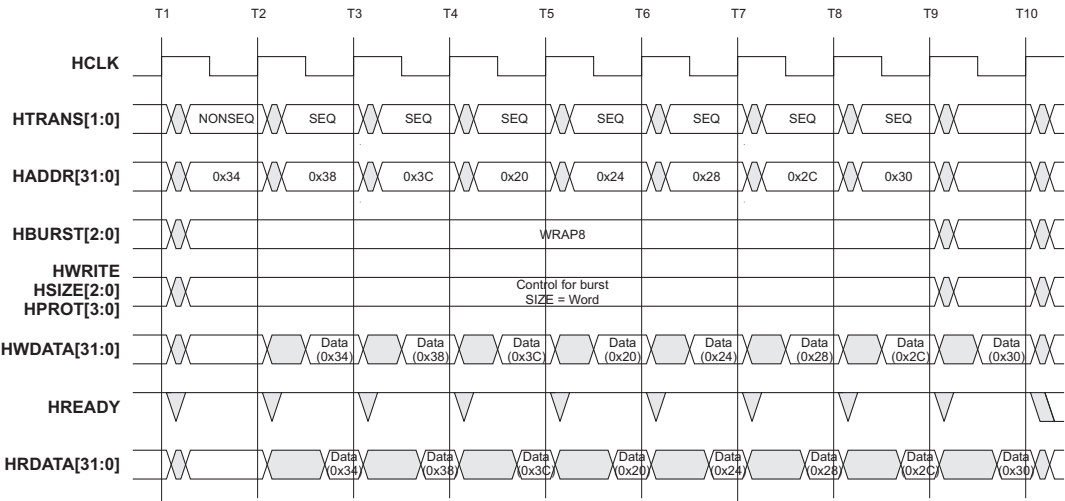 T1 T2 T3 T4 T5 T6 T7 T8 T9 T10
HCLK
HTRANS[1:0] NONSEQ SEQ SEQ SEQ SEQ SEQ SEQ SEQ
HADDR[31:0] 0x34 0x38 0x3C 0x20 0x24 0x28 0x2C 0x30
HBURST[2:0] WRAP8
HWRITE
HSIZE[2:0] Control for burst
HPROT[3:0] SIZE = Word
HWDATA[31:0] Data Data Data Data Data Data Data Data
(0x34) (0x38) (0x3C) (0x20) (0x24) (0x28) (0x2C) (0x30)
HREADY
HRDATA[31:0] Data Data Data Data Data Data Data Data
(0x34) (0x38) (0x3C) (0x20) (0x24) (0x28) (0x2C) (0x30)